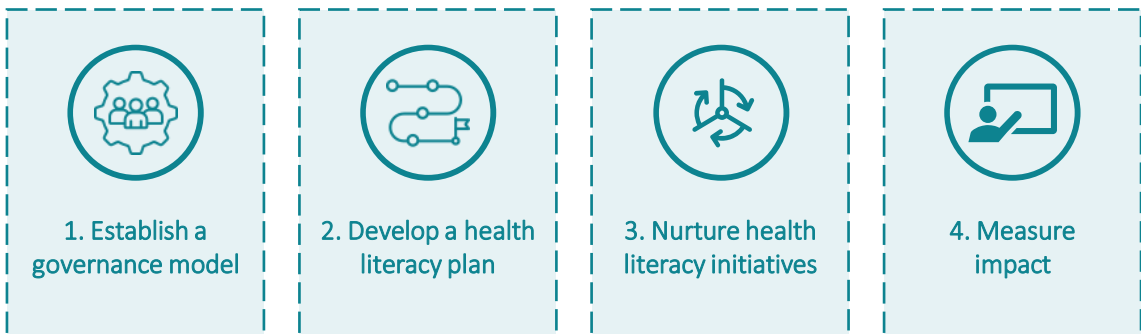 1. Establish a
governance model
2. Develop a health
literacy plan
3. Nurture health
literacy initiatives
4. Measure
impact